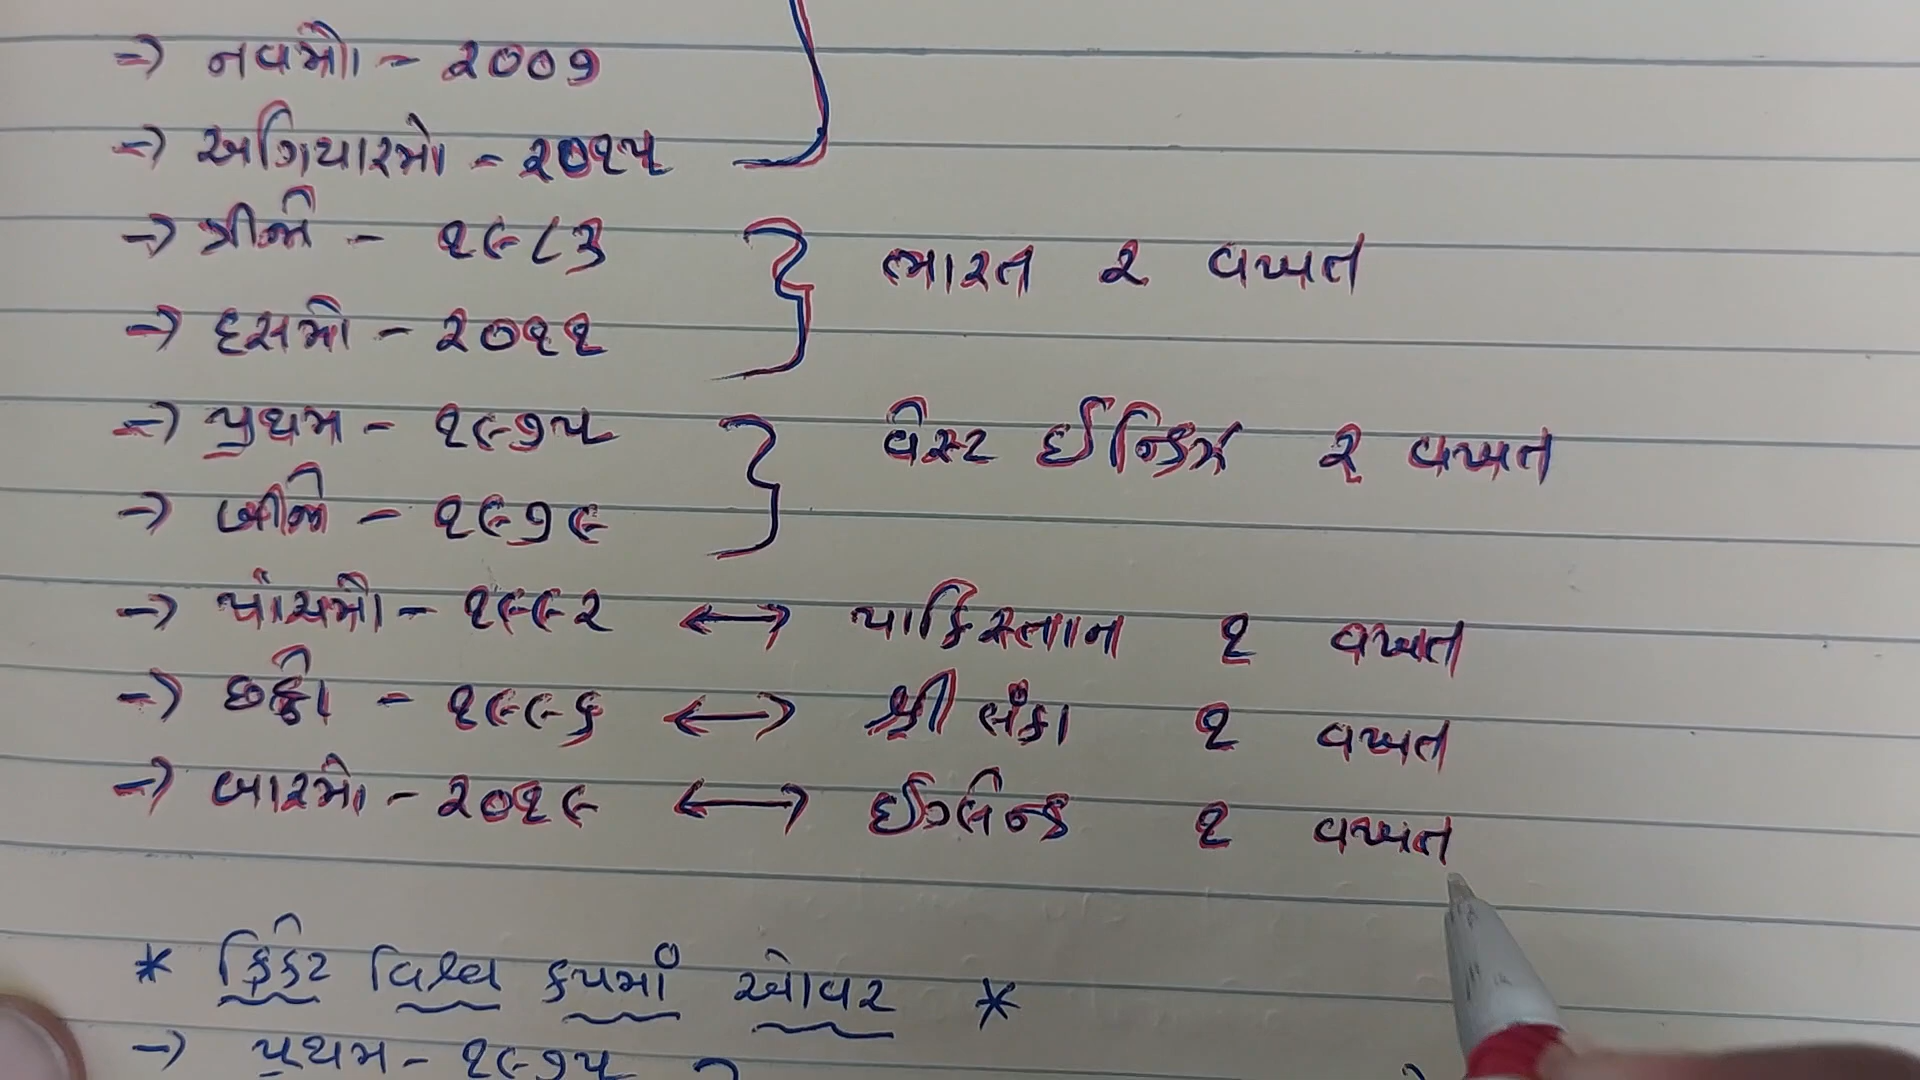 => નવમો - ૨૦૦૭
-> અગિયારમો - ૨૦૧૫
-> ત્રીજો - ૧૯૮૩
ભારત ૨ વખત
-> દસમો - ૨૦૧૧
-> પ્રથમ - ૧૯૭૫
વેસ્ટ ઈન્ડિઝ ૨ વખત
-> બીજો - ૧૯૭૯
-> પાંચમો - ૧૯૯૨ <-> પાકિસ્તાન ૧ વખત
-> છઠ્ઠો - ૧૯૯૬ <-> શ્રી લંકા ૧ વખત
-> બારમો - ૨૦૧૯ <-> ઈંગ્લેન્ડ ૧ વખત
* ક્રિકેટ વિશ્વ કપમાં ઓવર *
-> પ્રથમ - ૧૯૭૫